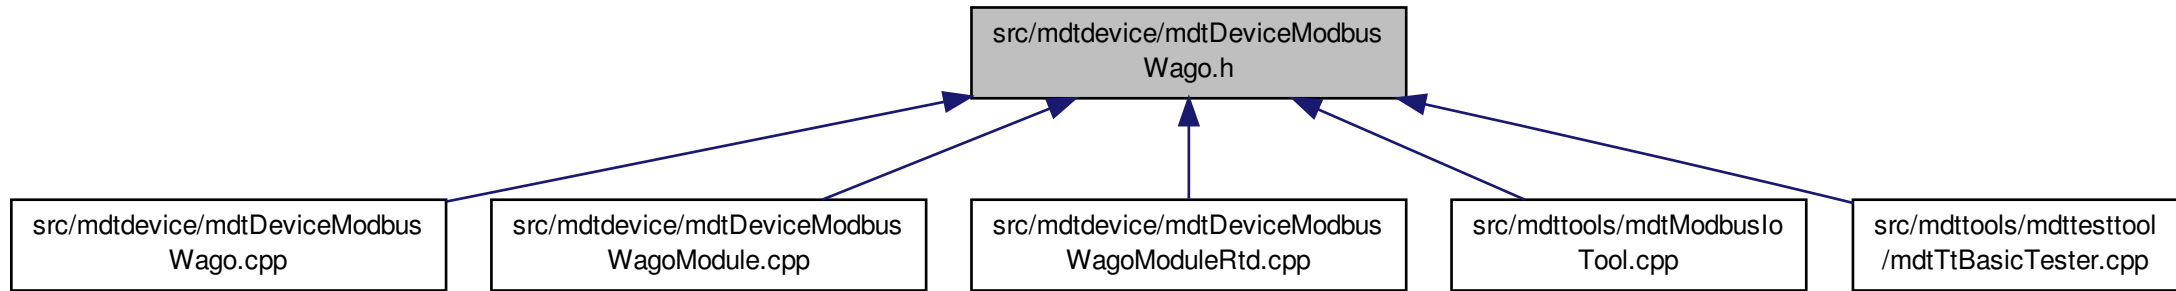 src/mdtdevice/mdtDeviceModbus
Wago.h
src/mdtdevice/mdtDeviceModbus
Wago.cpp
src/mdtdevice/mdtDeviceModbus
WagoModule.cpp
src/mdtdevice/mdtDeviceModbus
WagoModuleRtd.cpp
src/mdttools/mdtModbusIo
Tool.cpp
src/mdttools/mdttesttool
/mdtTtBasicTester.cpp